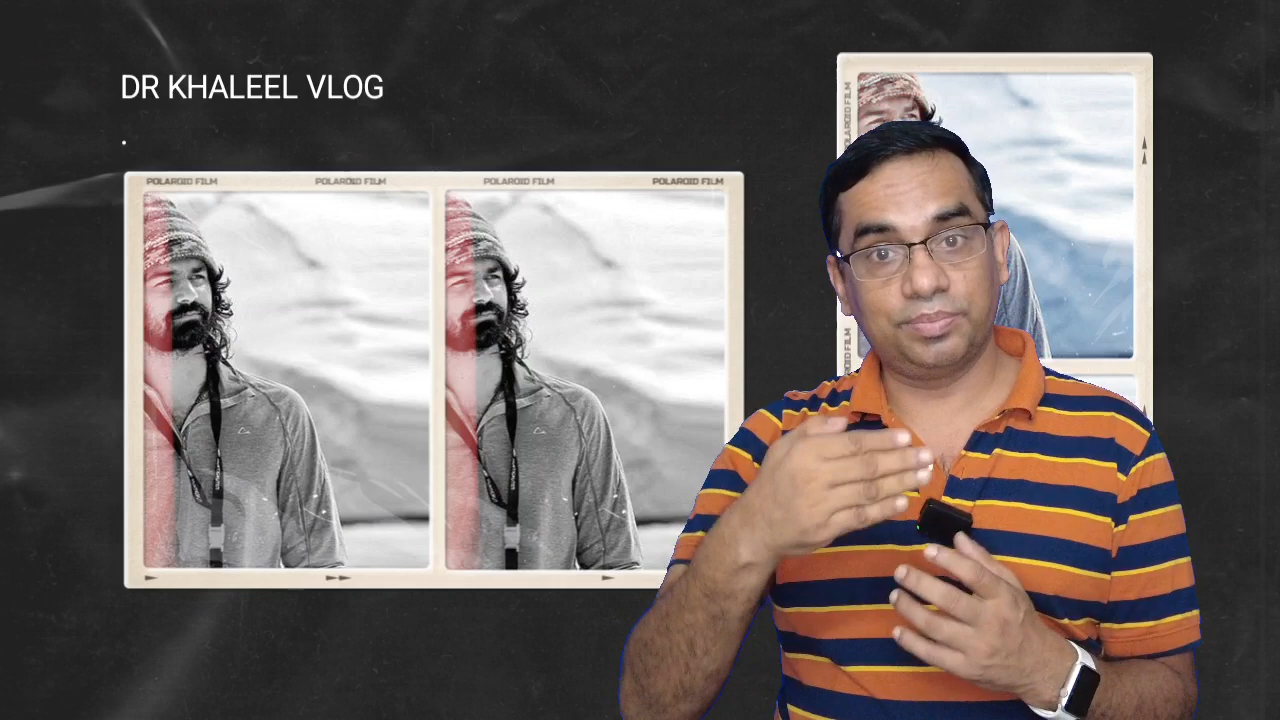 DR KHALEEL VLOG
.
POLAROID FILM POLAROID FILM POLAROID FILM POLAROID FILM
POLAROID FILM